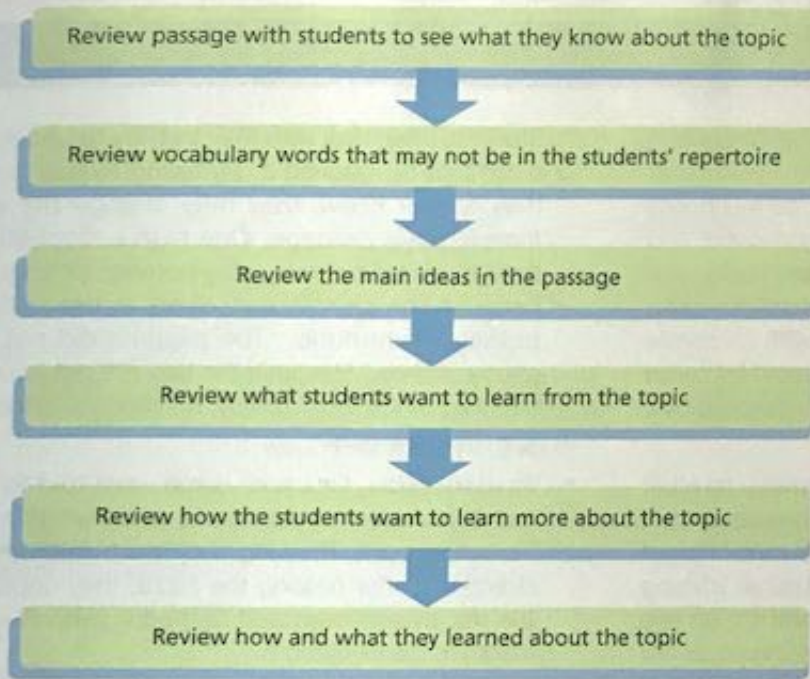 Review passage with students to see what they know about the topic
Review vocabulary words that may not be in the students' repertoire
Review the main ideas in the passage
Review what students want to learn from the topic
Review how the students want to learn more about the topic
Review how and what they learned about the topic